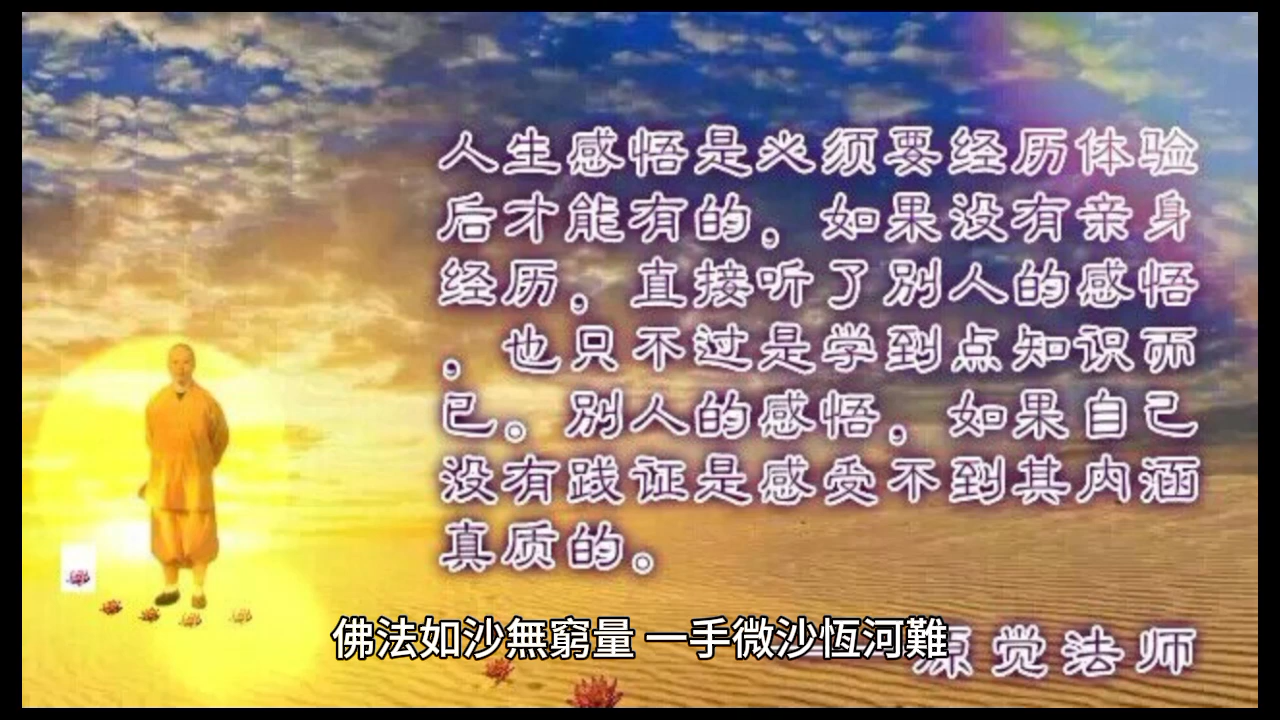 人生感悟是必须要经历体验
后才能有的，如果没有亲身
经历，直接听了别人的感悟
，也只不过是学到点知识而
已。别人的感悟，如果自己
没有践证是感受不到其内涵
真质的。
佛法如沙無窮量 一手微沙恆河難
原觉法师